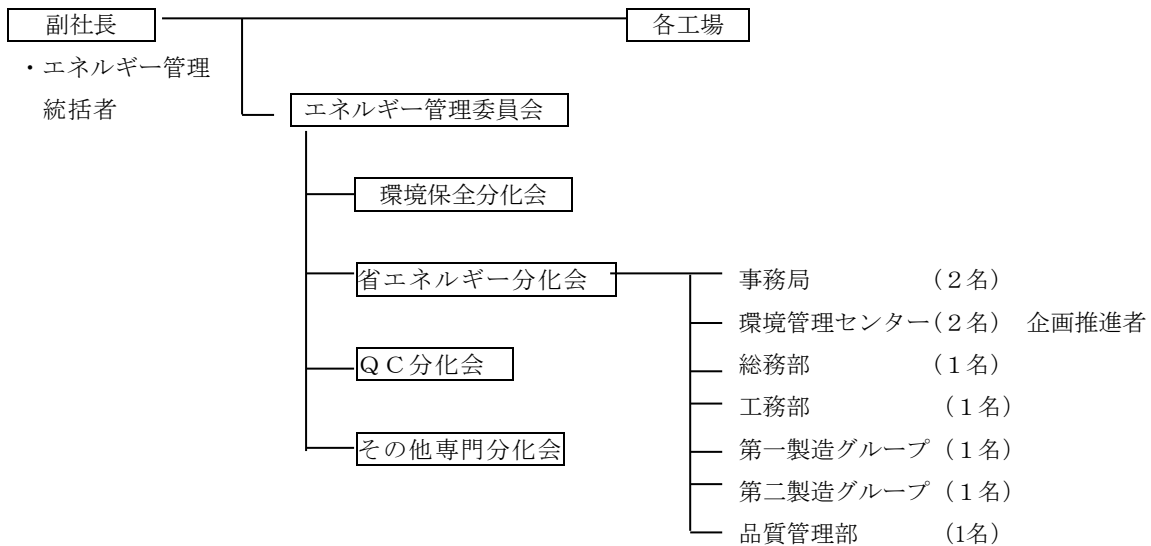 副社長
各工場
・エネルギー管理
統括者
エネルギー管理委員会
環境保全分化会
省エネルギー分化会
事務局 （２名）
環境管理センター（２名） 企画推進者
総務部 （１名）
ＱＣ分化会
工務部 （１名）
その他専門分化会
第一製造グループ （１名）
第二製造グループ （１名）
品質管理部 (1名）